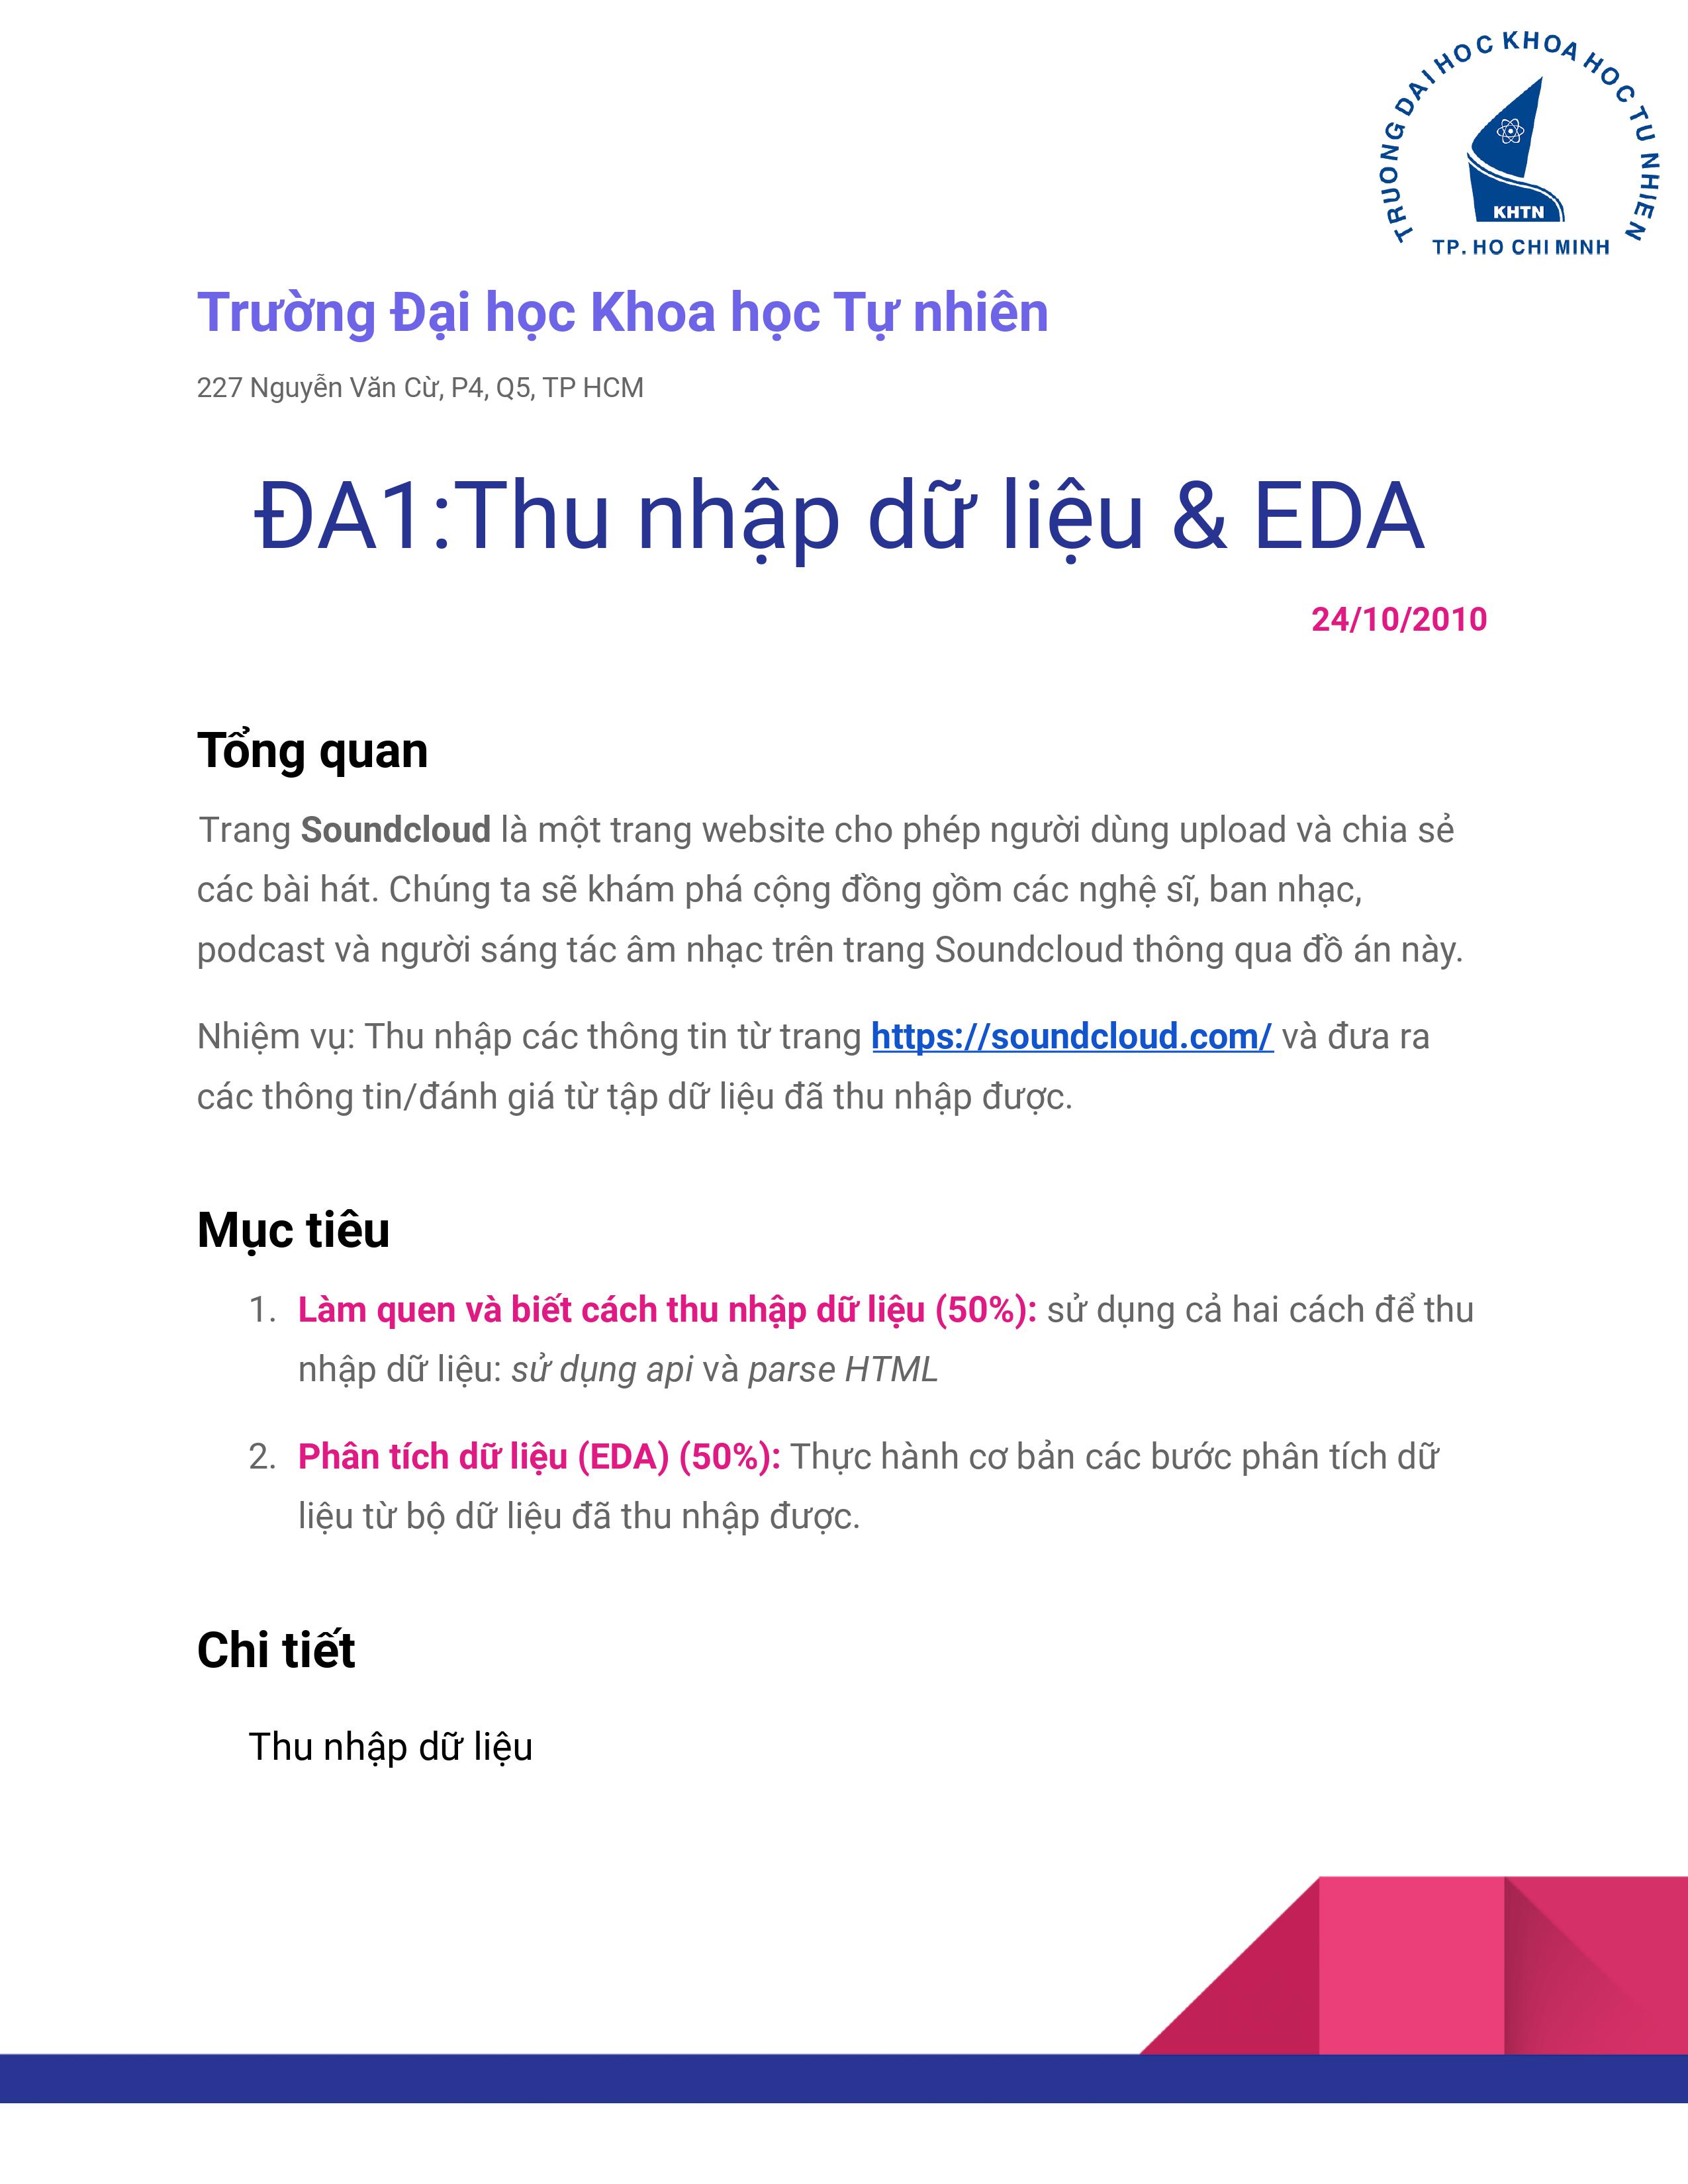 TRUONG DAI HOC KHOA HOC TU NHIEN
KHTN
TP. HO CHI MINH
Trường Đại học Khoa học Tự nhiên
227 Nguyễn Văn Cừ, P4, Q5, TP HCM
ĐA1:Thu nhập dữ liệu & EDA
24/10/2010
Tổng quan
Trang Soundcloud là một trang website cho phép người dùng upload và chia sẻ
các bài hát. Chúng ta sẽ khám phá cộng đồng gồm các nghệ sĩ, ban nhạc,
podcast và người sáng tác âm nhạc trên trang Soundcloud thông qua đồ án này.
Nhiệm vụ: Thu nhập các thông tin từ trang https://soundcloud.com/ và đưa ra
các thông tin/đánh giá từ tập dữ liệu đã thu nhập được.
Mục tiêu
1. Làm quen và biết cách thu nhập dữ liệu (50%): sử dụng cả hai cách để thu
nhập dữ liệu: sử dụng api và parse HTML
2. Phân tích dữ liệu (EDA) (50%): Thực hành cơ bản các bước phân tích dữ
liệu từ bộ dữ liệu đã thu nhập được.
Chi tiết
Thu nhập dữ liệu